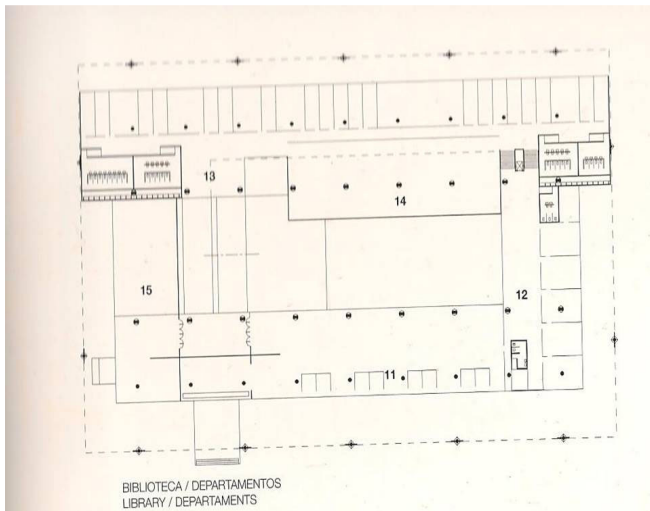 13
14
15
12
11
BIBLIOTECA / DEPARTAMENTOS
LIBRARY / DEPARTAMENTS